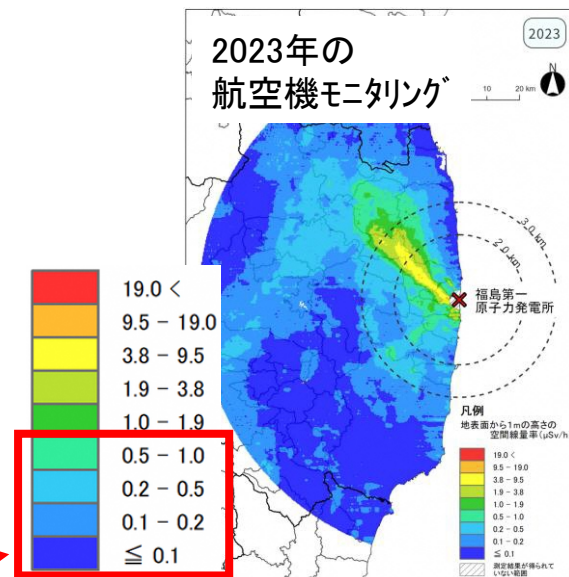 2023
2023年の
航空機モニタリング
N
10 20 km
30 km
20 km
福島第一
原子力発電所
19.0 <
9.5 - 19.0
3.8 - 9.5
1.9 - 3.8
1.0 - 1.9
0.5 - 1.0
0.2 - 0.5
0.1 - 0.2
≦ 0.1
凡例
地表面から1mの高さの
空間線量率(μSv/h
19.0 <
9.5 - 19.0
3.8 - 9.5
1.9 - 3.8
1.0 - 1.9
0.5 - 1.0
0.2 - 0.5
0.1 - 0.2
≦ 0.1
測定結果が得られて
いない範囲